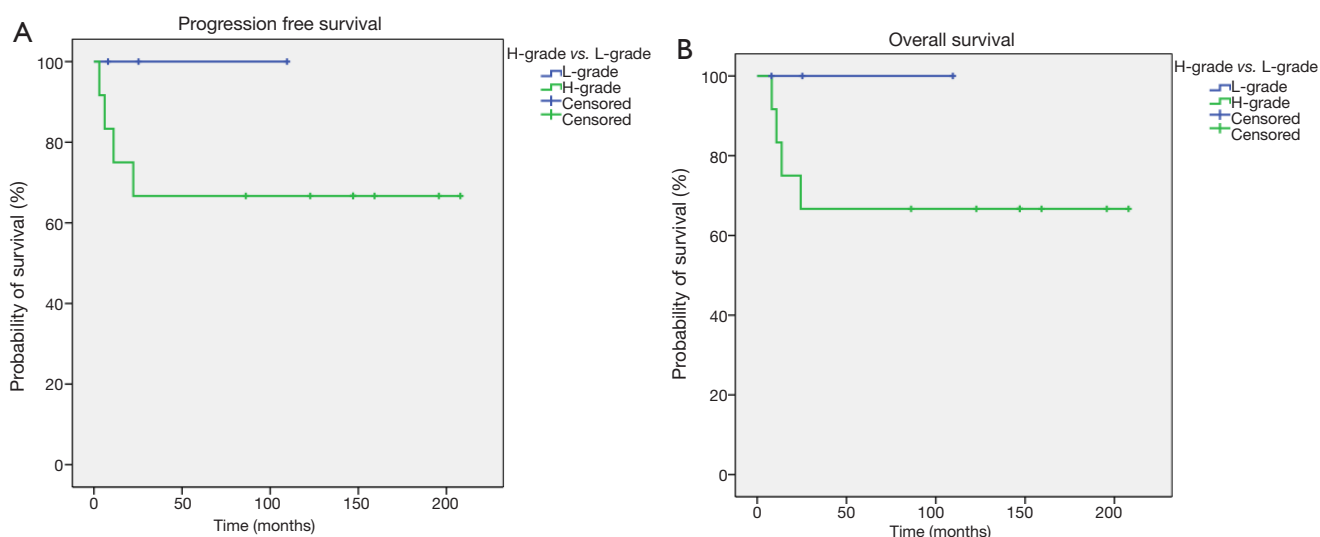 A
Progression free survival
H-grade vs. L-grade
L-grade
H-grade
Censored
Censored
Probability of survival (%)
100
80
60
40
20
0
0 50 100 150 200
Time (months)
B
Overall survival
H-grade vs. L-grade
L-grade
H-grade
Censored
Censored
Probability of survival (%)
100
80
60
40
20
0
0 50 100 150 200
Time (months)